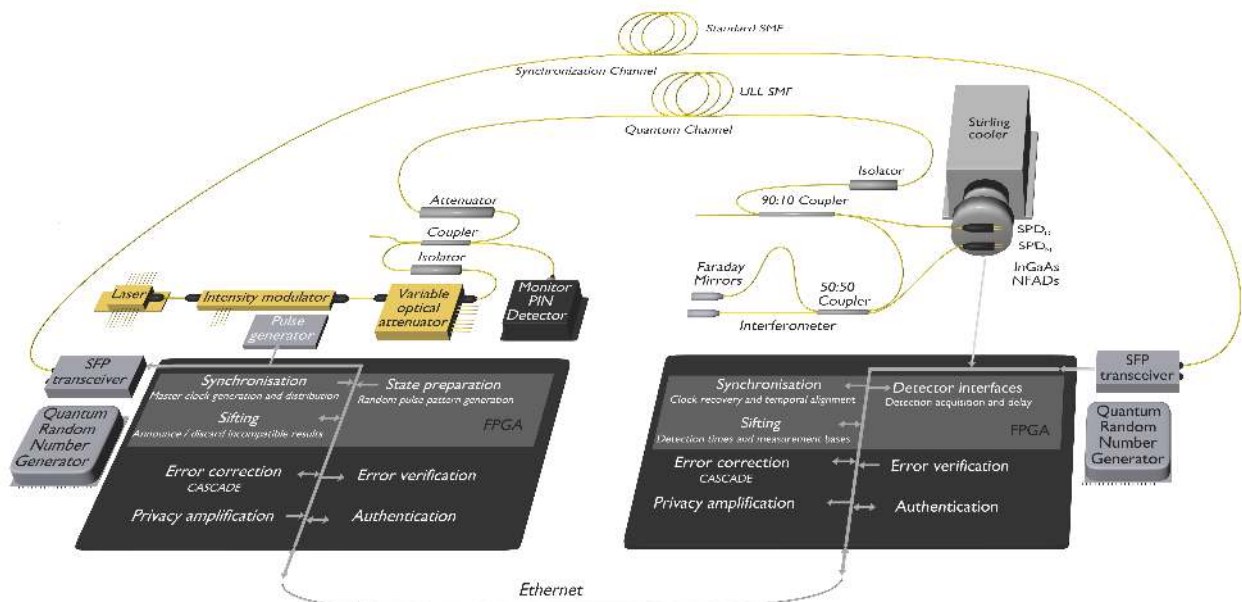 Standard SMF
Synchronization Channel
ULL SMF
Quantum Channel
Stirling
cooler
Isolator
90:10 Coupler
Attenuator
Coupler
Isolator
Laser
Intensity modulator
Variable
optical
attenuator
Monitor
PIN
Detector
Pulse
generator
Faraday
Mirrors
50:50
Coupler
Interferometer
SPD
SPD
InGaAs
NFADs
SFP
transceiver
Quantum
Random
Number
Generator
Synchronisation
Master clock generation and distribution
State preparation
Random pulse pattern generation
Sifting
Announce / discard incompatible results
FPGA
Error correction
CASCADE
Error verification
Privacy amplification
Authentication
Synchronisation
Clock recovery and temporal alignment
Detector interfaces
Detection acquisition and delay
Sifting
Detection times and measurement bases
FPGA
Error correction
CASCADE
Error verification
Privacy amplification
Authentication
SFP
transceiver
Quantum
Random
Number
Generator
Ethernet